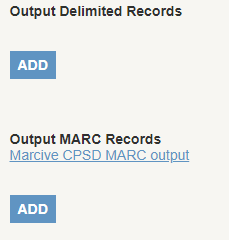 Output Delimited Records
ADD
Output MARC Records
Marcive CPSD MARC output
ADD